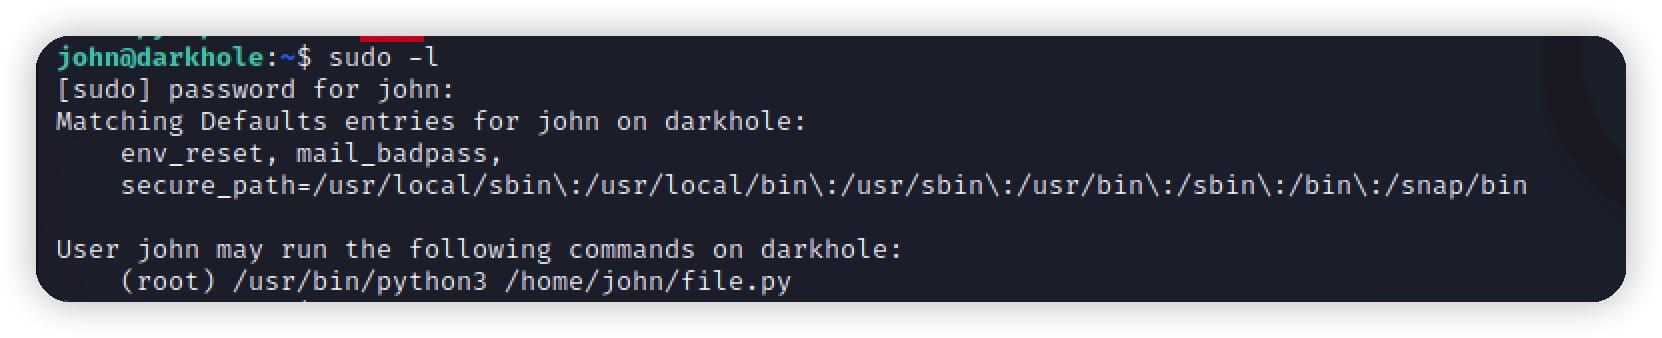 john@darkhole:~$ sudo -l
[sudo] password for john:
Matching Defaults entries for john on darkhole:
    env_reset, mail_badpass,
    secure_path=/usr/local/sbin\:/usr/local/bin\:/usr/sbin\:/usr/bin\:/sbin\:/bin\:/snap/bin

User john may run the following commands on darkhole:
    (root) /usr/bin/python3 /home/john/file.py